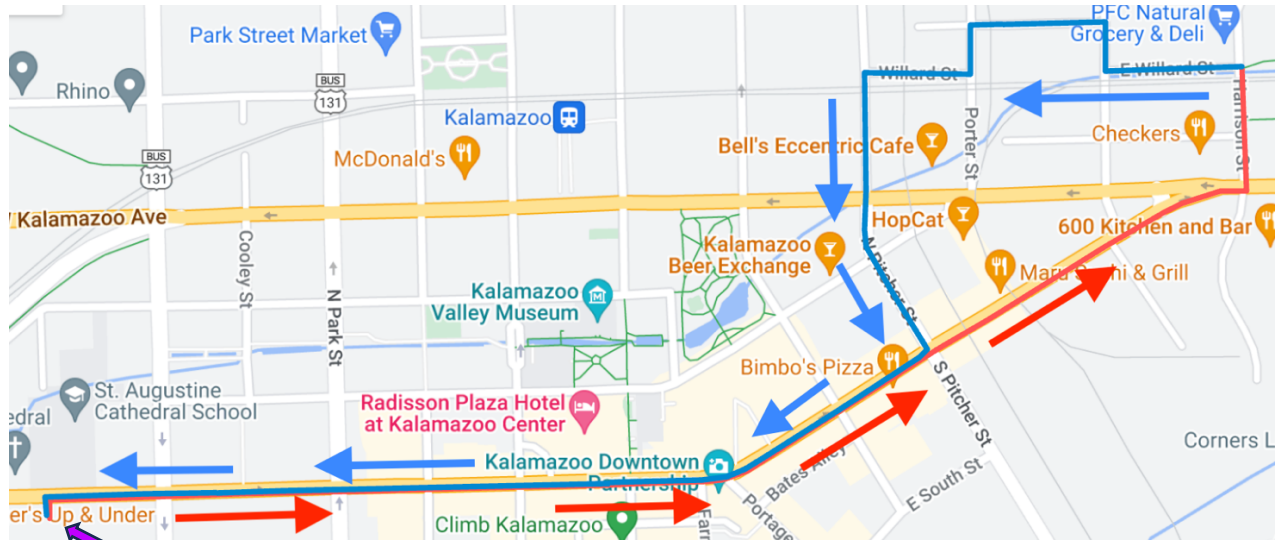 PFC Natural
Grocery & Deli
Park Street Market
Willard St
E Willard St
BUS
131
Rhino
Harrison St
Kalamazoo
Porter St
Checkers
McDonald's
Bell's Eccentric Cafe
BUS
131
Kalamazoo Ave
HopCat
600 Kitchen and Bar
Cooley St
Kalamazoo
Beer Exchange
N Pitcher St
N Park St
Maru Sushi & Grill
Kalamazoo
Valley Museum
Bimbo's Pizza
S Pitcher St
St. Augustine
Cathedral School
edral
Radisson Plaza Hotel
at Kalamazoo Center
Corners L
Kalamazoo Downtown
Partnership
Bates Alley
E South St
er's Up & Under
Portage
Farr
Climb Kalamazoo